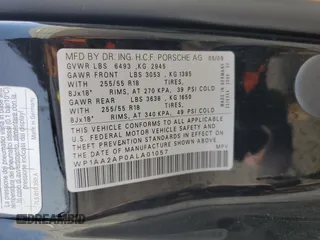 MFD BY DR. ING. H.C.F. PORSCHE AG 05/09
GVWR LBS 6493 , KG 2945
GAWR FRONT LBS 3053 , KG 1385
WITH 255/55 R18 TIRES,
8Jx18" RIMS, AT 270 KPA, 39 PSI COLD
GAWR REAR LBS 3638 , KG 1650
WITH 255/55 R18 TIRES,
8Jx18" RIMS, AT 340 KPA, 49 PSI COLD
THIS VEHICLE CONFORMS TO ALL APPLICABLE
U.S. FEDERAL MOTOR VEHICLE SAFETY
STANDARDS IN EFFECT ON THE DATE OF
MANUFACTURE SHOWN ABOVE
WP1AA2AP0ALA01057 MPV
DREAMBID